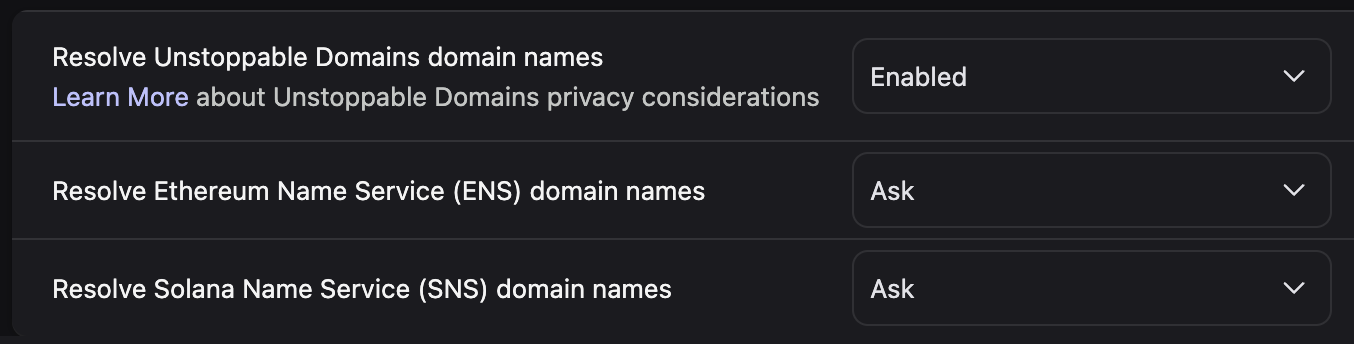 Resolve Unstoppable Domains domain names
Learn More about Unstoppable Domains privacy considerations
Enabled
Resolve Ethereum Name Service (ENS) domain names
Ask
Resolve Solana Name Service (SNS) domain names
Ask